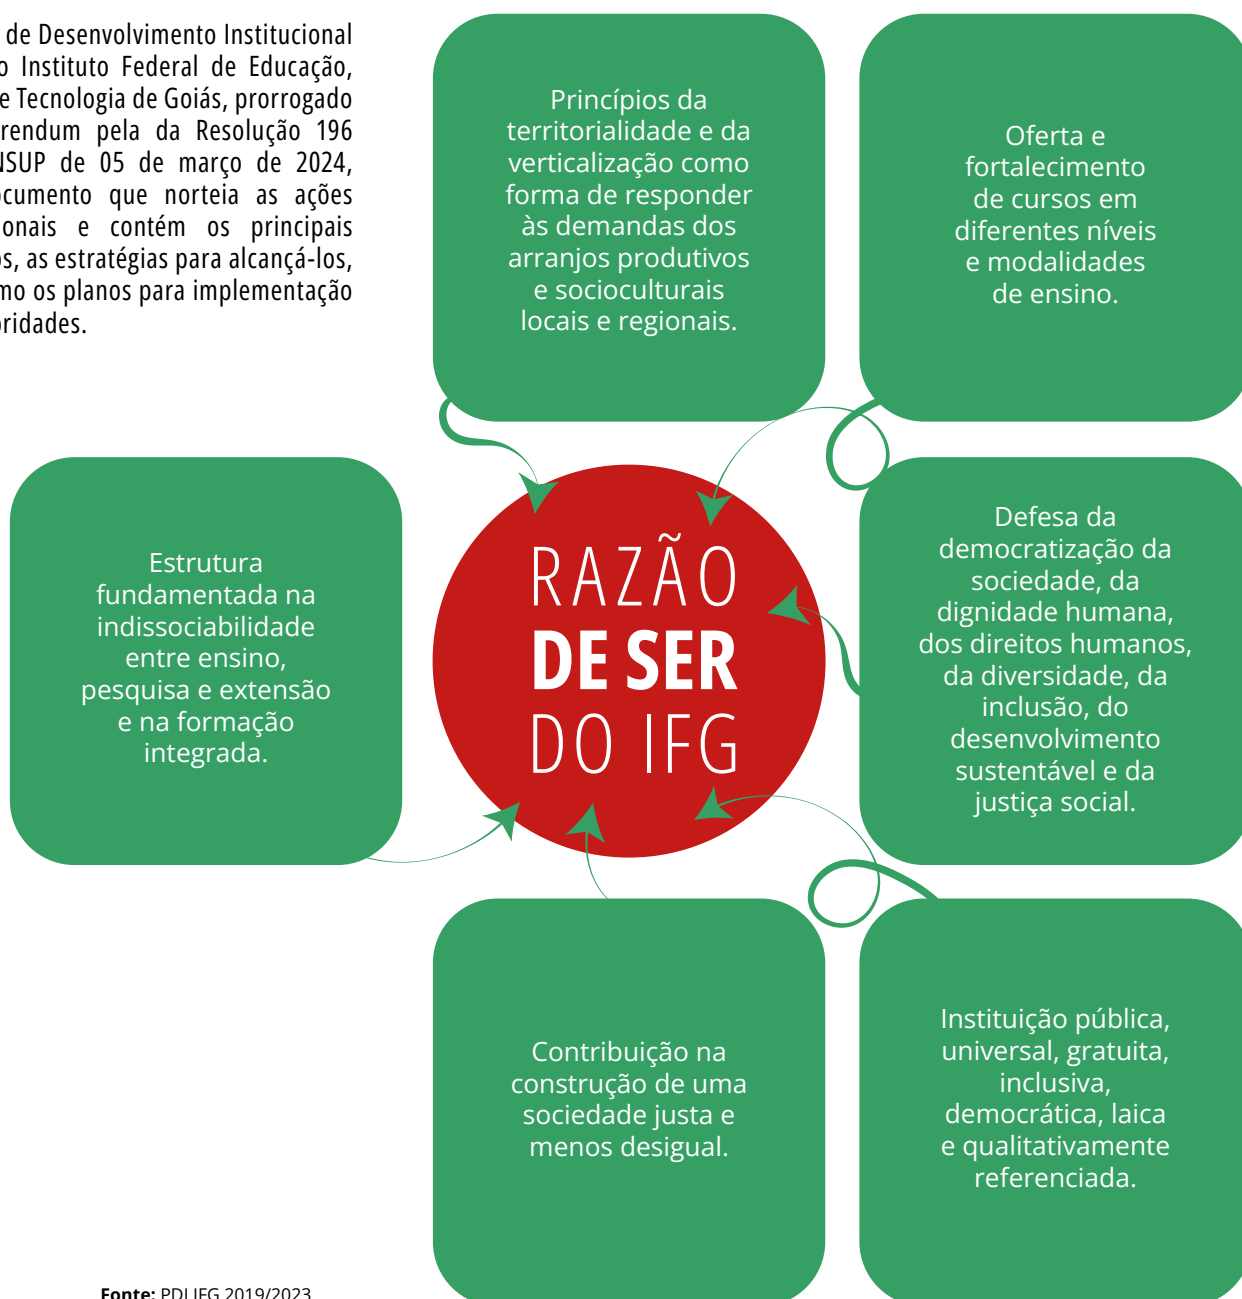 de Desenvolvimento Institucional
Instituto Federal de Educação,
e Tecnologia de Goiás, prorrogado
pela da Resolução 196
de 05 de março de 2024,
que norteia as ações
e contém os principais
as estratégias para alcançá-los,
os planos para implementação
Princípios da
territorialidade e da
verticalização como
forma de responder
às demandas dos
arranjos produtivos
e socioculturais
locais e regionais.
Oferta e
fortalecimento
de cursos em
diferentes níveis
e modalidades
de ensino.
Estrutura
fundamentada na
indissociabilidade
entre ensino,
pesquisa e extensão
e na formação
integrada.
RAZÃO
DE SER
DO IFG
Defesa da
democratização da
sociedade, da
dignidade humana,
dos direitos humanos,
da diversidade, da
inclusão, do
desenvolvimento
sustentável e da
justiça social.
Contribuição na
construção de uma
sociedade justa e
menos desigual.
Instituição pública,
universal, gratuita,
inclusiva,
democrática, laica
e qualitativamente
referenciada.
Fonte: PDI IFG 2019/2023